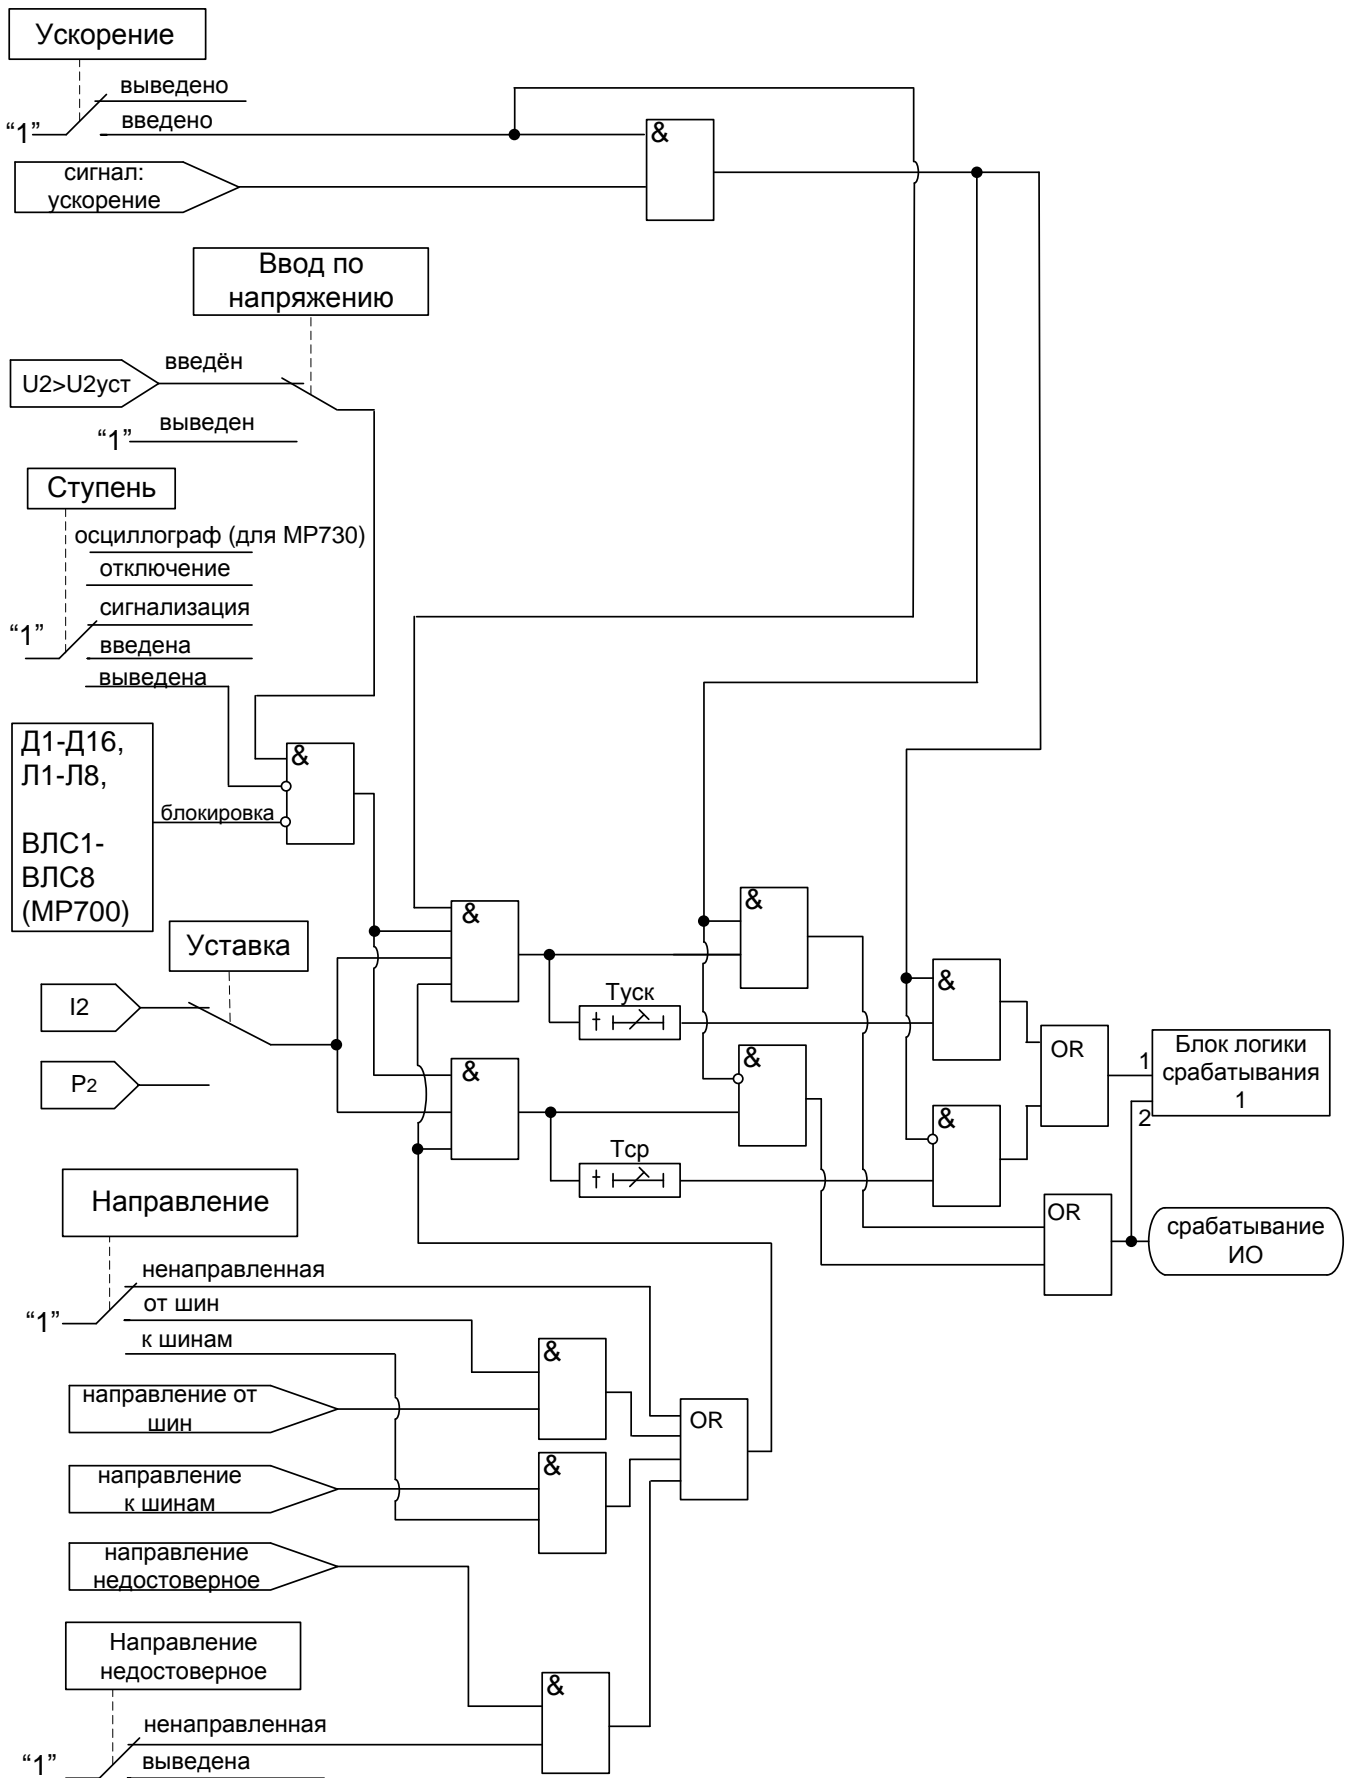 Ускорение
выведено
введено
“1”
&
сигнал:
ускорение
Ввод по
напряжению
введён
U2>U2уст
выведен
“1”
Ступень
осциллограф (для МР730)
отключение
сигнализация
“1”
введена
выведена
Д1-Д16,
Л1-Л8,
ВЛС1-
ВЛС8
(МР700)
&
блокировка
&
&
Уставка
I2
P2
Туск
&
&
&
OR
1
2
Блок логики
срабатывания
1
&
Тср
&
Направление
OR
срабатывание
ИО
ненаправленная
“1”
от шин
к шинам
&
направление от
шин
OR
&
направление
к шинам
направление
недостоверное
Направление
недостоверное
&
ненаправленная
“1”
выведена